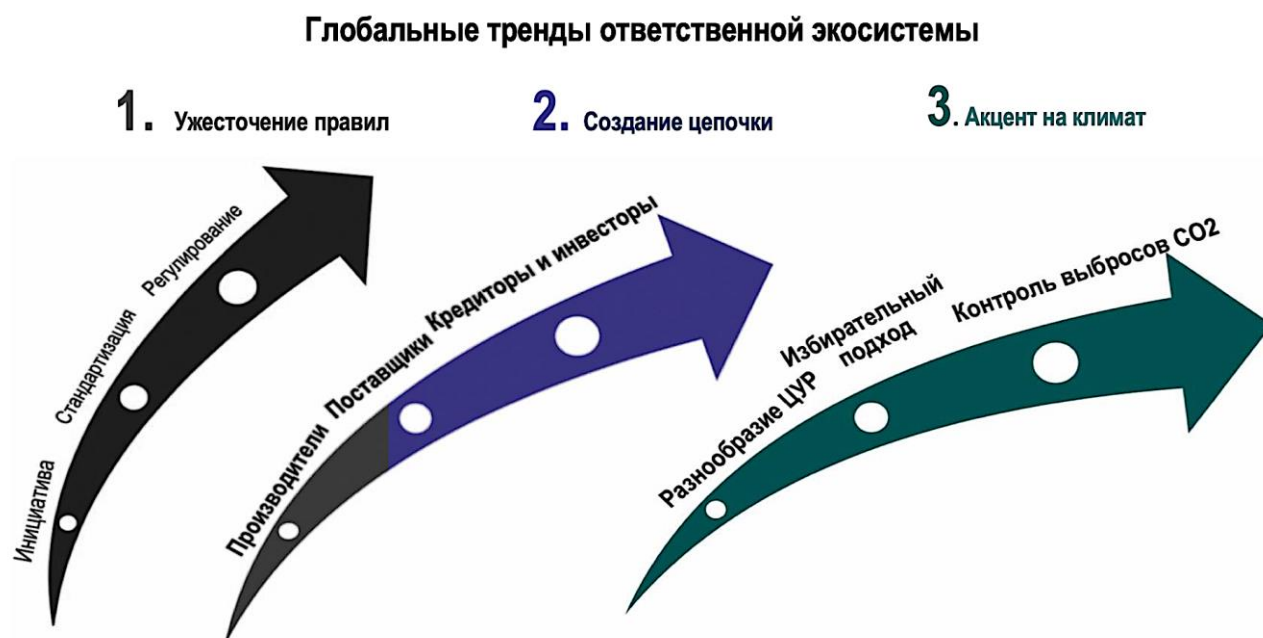 Глобальные тренды ответственной экосистемы
1. Ужесточение правил
2. Создание цепочки
3. Акцент на климат
Инициатива
Стандартизация
Регулирование
Производители
Поставщики
Кредиторы и инвесторы
Разнообразие ЦУР
Избирательный
подход
Контроль выбросов СО2